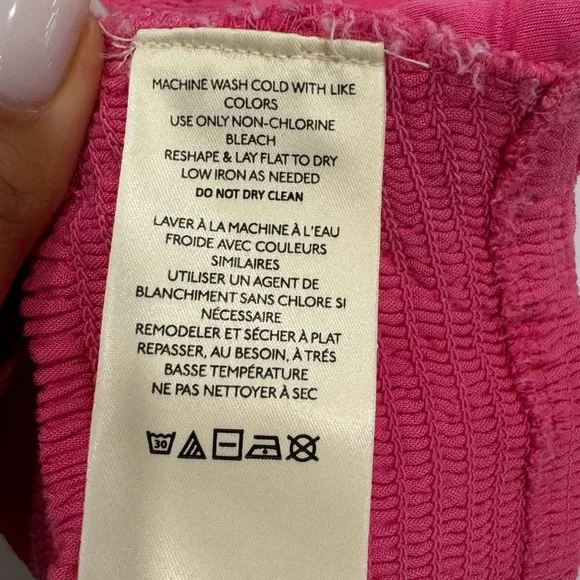 MACHINE WASH COLD WITH LIKE
COLORS
USE ONLY NON-CHLORINE
BLEACH
RESHAPE & LAY FLAT TO DRY
LOW IRON AS NEEDED
DO NOT DRY CLEAN
LAVER À LA MACHINE À L'EAU
FROIDE AVEC COULEURS
SIMILAIRES
UTILISER UN AGENT DE
BLANCHIMENT SANS CHLORE SI
NÉCESSAIRE
REMODELER ET SÉCHER À PLAT
REPASSER, AU BESOIN, À TRÉS
BASSE TEMPÉRATURE
NE PAS NETTOYER À SEC
30